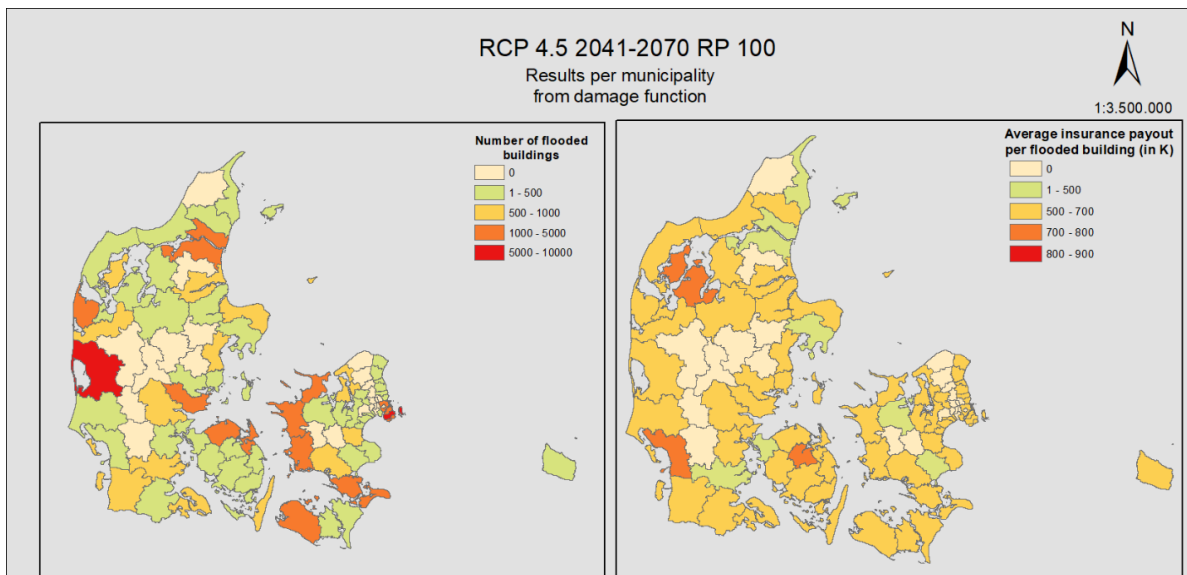 RCP 4.5 2041-2070 RP 100
Results per municipality
from damage function
N
1:3.500.000
Number of flooded
buildings
0
1 - 500
500 - 1000
1000 - 5000
5000 - 10000
Average insurance payout
per flooded building (in K)
0
1 - 500
500 - 700
700 - 800
800 - 900